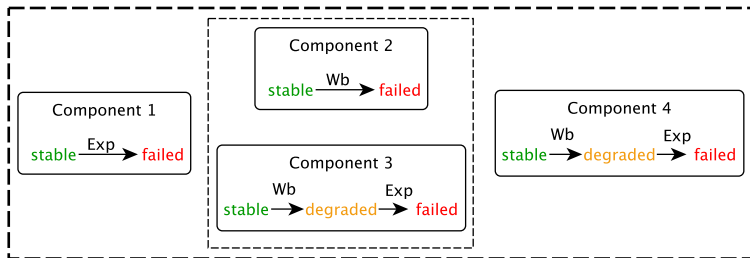 Component 1
Exp
stable failed
Component 2
Wb
stable failed
Component 3
Wb Exp
stable degraded failed
Component 4
Wb Exp
stable degraded failed